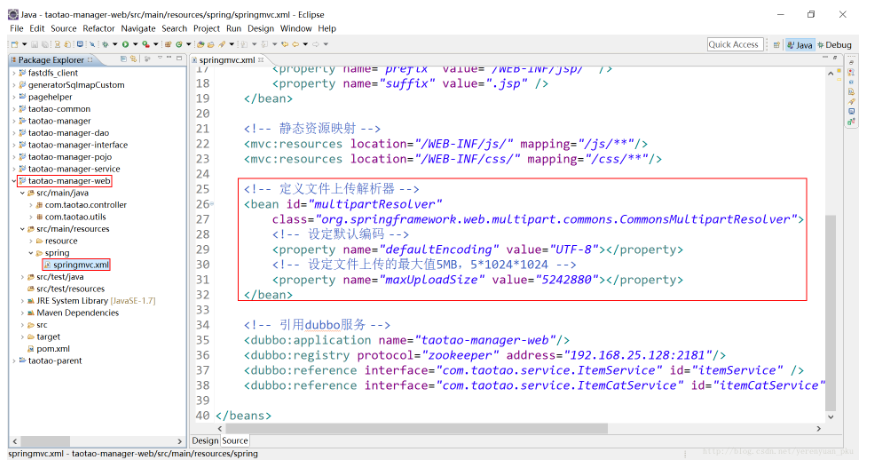 Java - taotao-manager-web/src/main/resources/spring/springmvc.xml - Eclipse
File Edit Source Refactor Navigate Search Project Run Design Window Help
Quick Access
Java
Debug
Package Explorer
fastdfs_client
generatorSqlmapCustom
pagehelper
taotao-common
taotao-manager
taotao-manager-dao
taotao-manager-interface
taotao-manager-pojo
taotao-manager-service
taotao-manager-web
src/main/java
com.taotao.controller
com.taotao.utils
src/main/resources
resource
spring
springmvc.xml
src/test/java
src/test/resources
JRE System Library [JavaSE-1.7]
Maven Dependencies
src
target
pom.xml
taotao-parent
springmvc.xml
17 <property name="prefix" value="/WEB-INF/jsp/" />
18 <property name="suffix" value=".jsp" />
19 </bean>
20
21 <!-- 静态资源映射 -->
22 <mvc:resources location="/WEB-INF/js/" mapping="/js/**"/>
23 <mvc:resources location="/WEB-INF/css/" mapping="/css/**"/>
24
25 <!-- 定义文件上传解析器 -->
26 <bean id="multipartResolver"
27 class="org.springframework.web.multipart.commons.CommonsMultipartResolver">
28 <!-- 设定默认编码 -->
29 <property name="defaultEncoding" value="UTF-8"></property>
30 <!-- 设定文件上传的最大值5MB，5*1024*1024 -->
31 <property name="maxUploadSize" value="5242880"></property>
32 </bean>
33
34 <!-- 引用dubbo服务 -->
35 <dubbo:application name="taotao-manager-web"/>
36 <dubbo:registry protocol="zookeeper" address="192.168.25.128:2181"/>
37 <dubbo:reference interface="com.taotao.service.ItemService" id="itemService" />
38 <dubbo:reference interface="com.taotao.service.ItemCatService" id="itemCatService"
39
40 </beans>
Design Source
springmvc.xml - taotao-manager-web/src/main/resources/spring